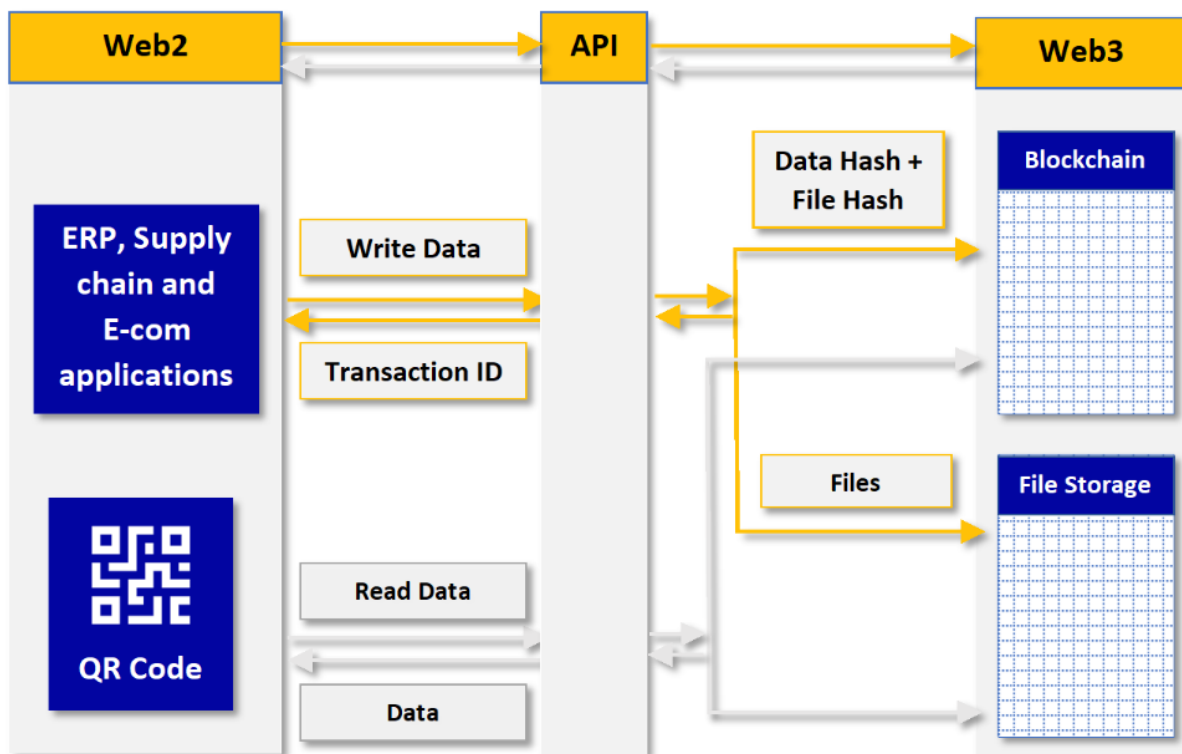 Web2
API
Web3
Data Hash +
File Hash
Blockchain
ERP, Supply
chain and
E-com
applications
Write Data
Transaction ID
Files
File Storage
QR Code
Read Data
Data